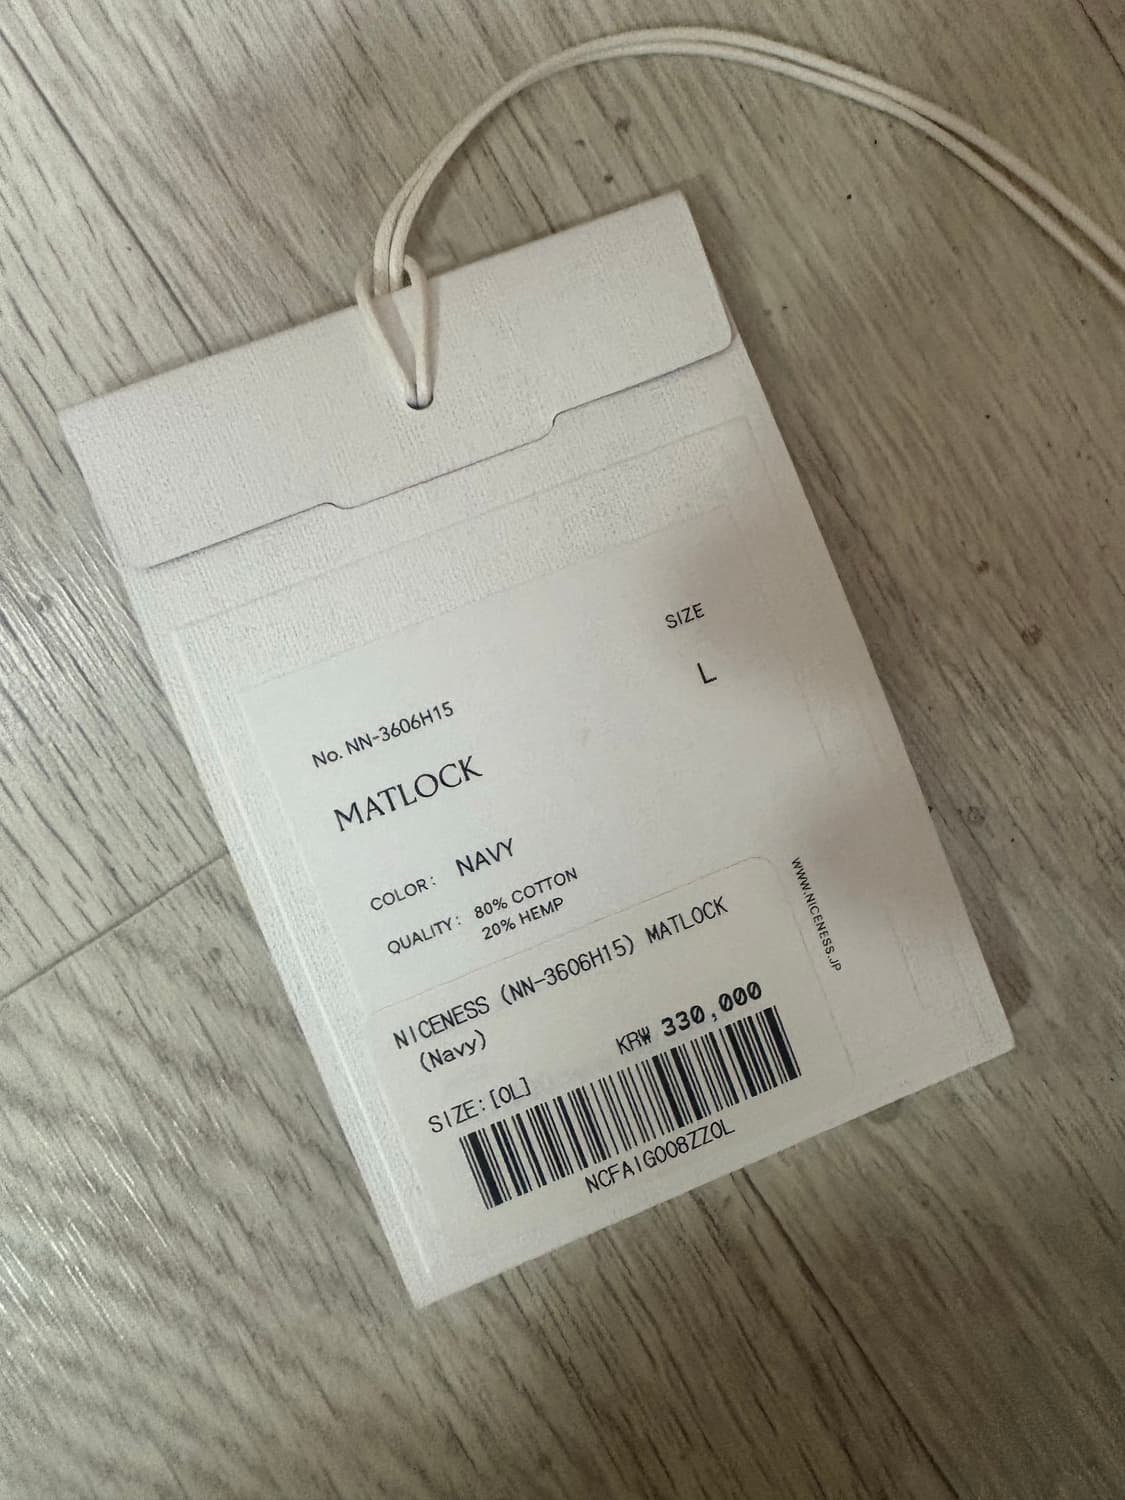 SIZE
L
No. NN-3606H15
MATLOCK
COLOR: NAVY
QUALITY: 80% COTTON
20% HEMP
WWW.NICENESS.JP
NICENESS (NN-3606H15) MATLOCK
(Navy)
KR₩ 330,000
SIZE:[0L]
NCFAIG008ZZ0L